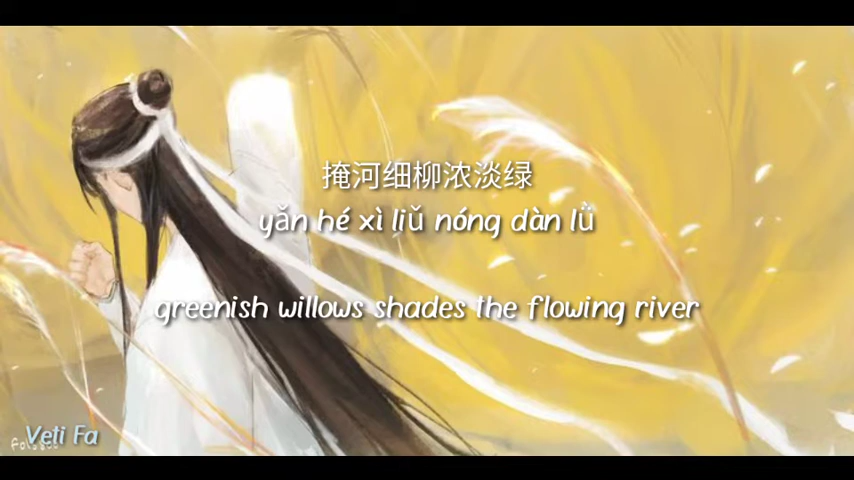 掩河细柳浓淡绿
yǎn hé xì liǔ nóng dàn lǜ
greenish willows shades the flowing river
Veti Fa